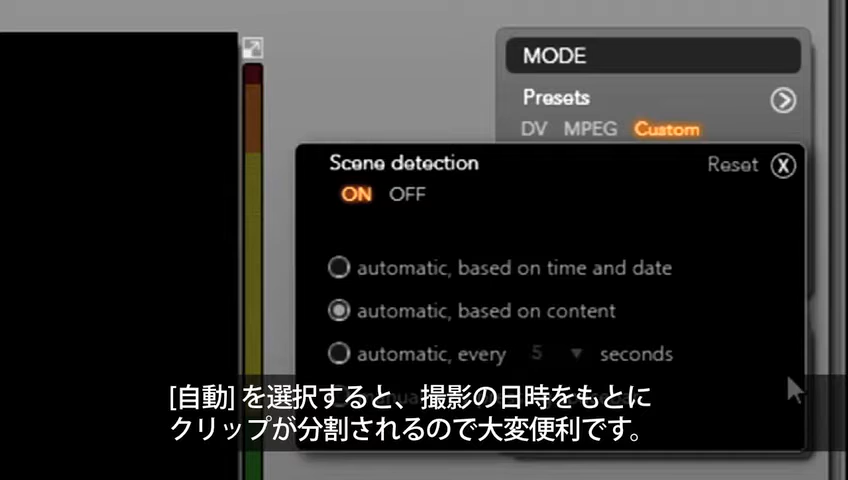 MODE
Presets
DV MPEG Custom
Scene detection
Reset X
ON OFF
automatic, based on time and date
automatic, based on content
automatic, every 5 seconds
[自動] を選択すると、撮影の日時をもとに
クリップが分割されるので大変便利です。